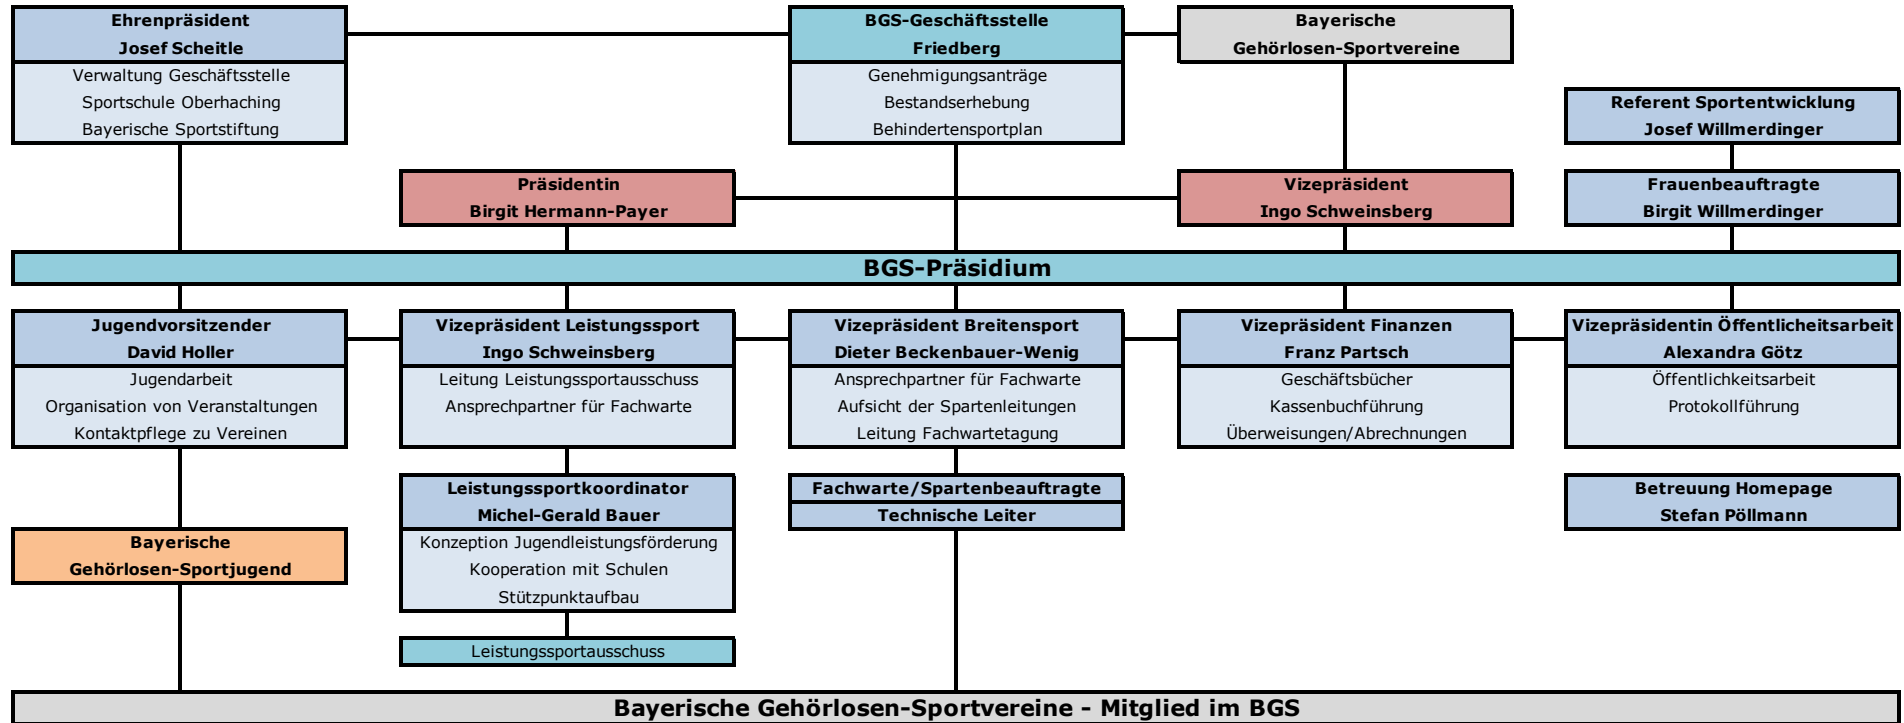 Ehrenpräsident
Josef Scheitle
Verwaltung Geschäftsstelle
Sportschule Oberhaching
Bayerische Sportstiftung
BGS-Geschäftsstelle
Friedberg
Genehmigungsanträge
Bestandserhebung
Behindertensportplan
Bayerische
Gehörlosen-Sportvereine
Referent Sportentwicklung
Josef Willmerdinger
Präsidentin
Birgit Hermann-Payer
Vizepräsident
Ingo Schweinsberg
Frauenbeauftragte
Birgit Willmerdinger
BGS-Präsidium
Jugendvorsitzender
David Holler
Jugendarbeit
Organisation von Veranstaltungen
Kontaktpflege zu Vereinen
Vizepräsident Leistungssport
Ingo Schweinsberg
Leitung Leistungssportausschuss
Ansprechpartner für Fachwarte
Vizepräsident Breitensport
Dieter Beckenbauer-Wenig
Ansprechpartner für Fachwarte
Aufsicht der Spartenleitungen
Leitung Fachwartetagung
Vizepräsident Finanzen
Franz Partsch
Geschäftsbücher
Kassenbuchführung
Überweisungen/Abrechnungen
Vizepräsidentin Öffentlicheitsarbeit
Alexandra Götz
Öffentlichkeitsarbeit
Protokollführung
Leistungssportkoordinator
Michel-Gerald Bauer
Konzeption Jugendleistungsförderung
Kooperation mit Schulen
Stützpunktaufbau
Fachwarte/Spartenbeauftragte
Technische Leiter
Betreuung Homepage
Stefan Pöllmann
Bayerische
Gehörlosen-Sportjugend
Leistungssportausschuss
Bayerische Gehörlosen-Sportvereine - Mitglied im BGS